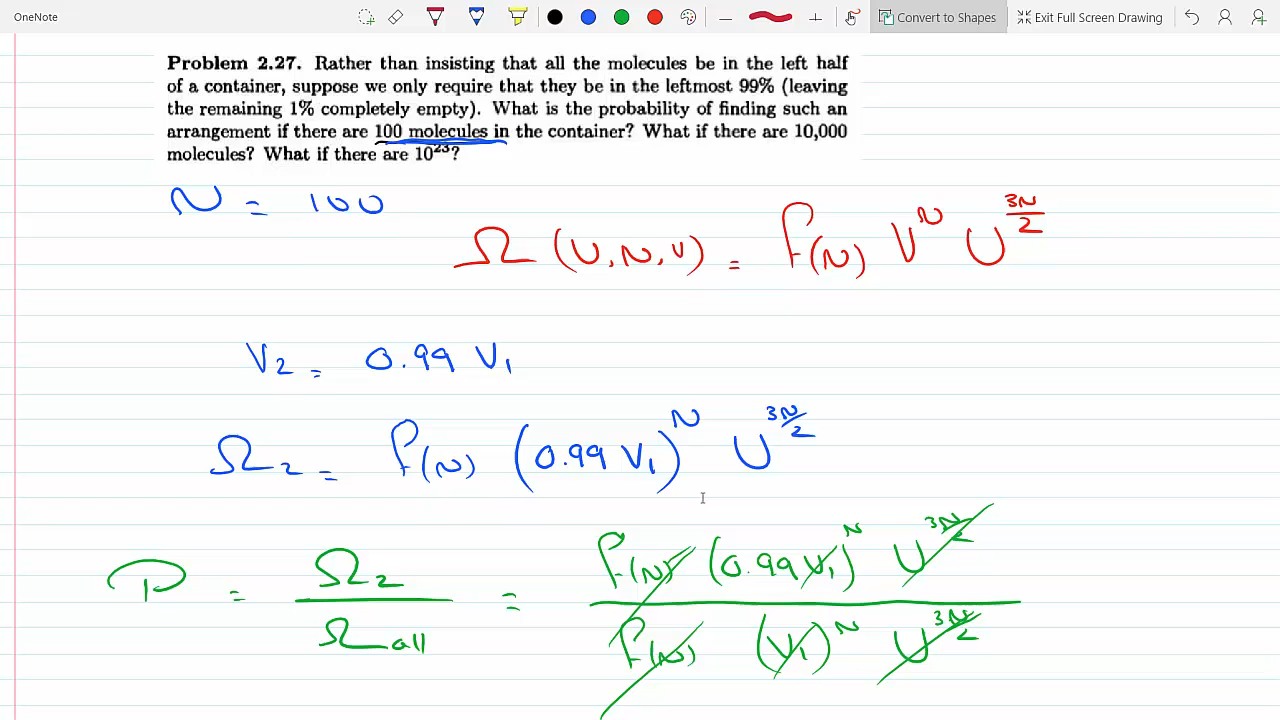 OneNote
Convert to Shapes
Exit Full Screen Drawing
Problem 2.27. Rather than insisting that all the molecules be in the left half
of a container, suppose we only require that they be in the leftmost 99% (leaving
the remaining 1% completely empty). What is the probability of finding such an
arrangement if there are 100 molecules in the container? What if there are 10,000
molecules? What if there are 10²³?
N = 100
Ω (U, N, V) = f(N) V^N U^(3N/2)
V₂ = 0.99 V₁
Ω₂ = f(N) (0.99 V₁)^N U^(3N/2)
P = Ω₂ / Ωall = f(N) (0.99 V₁)^N U^(3N/2) / f(N) (V₁)^N U^(3N/2)